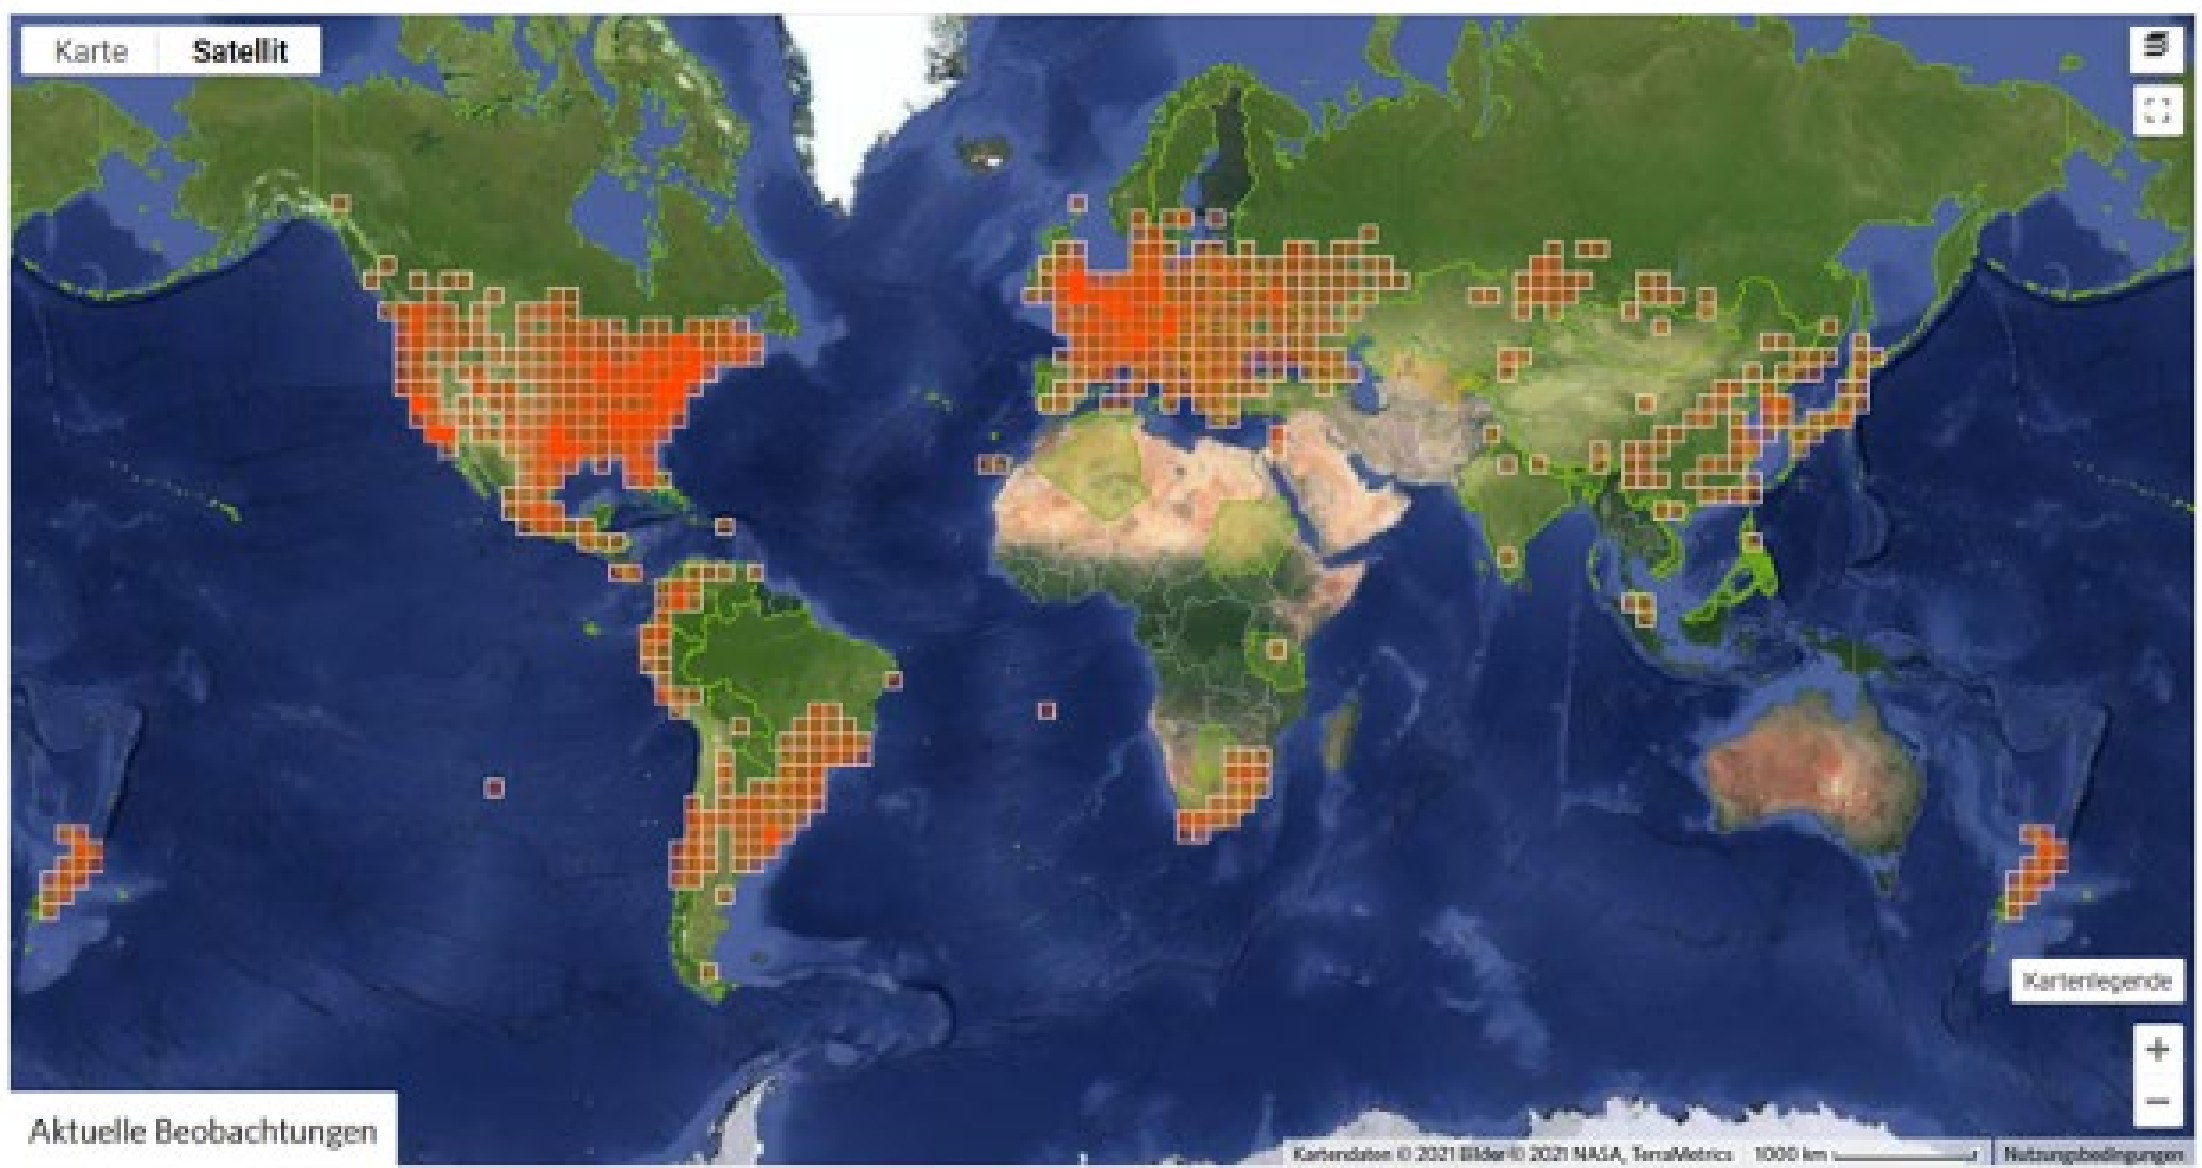 Karte Satellit
Kartenlegende
+
−
Aktuelle Beobachtungen
Kartendaten © 2021 Bilder © 2021 NASA, TerraMetrics 1000 km Nutzungsbedingungen